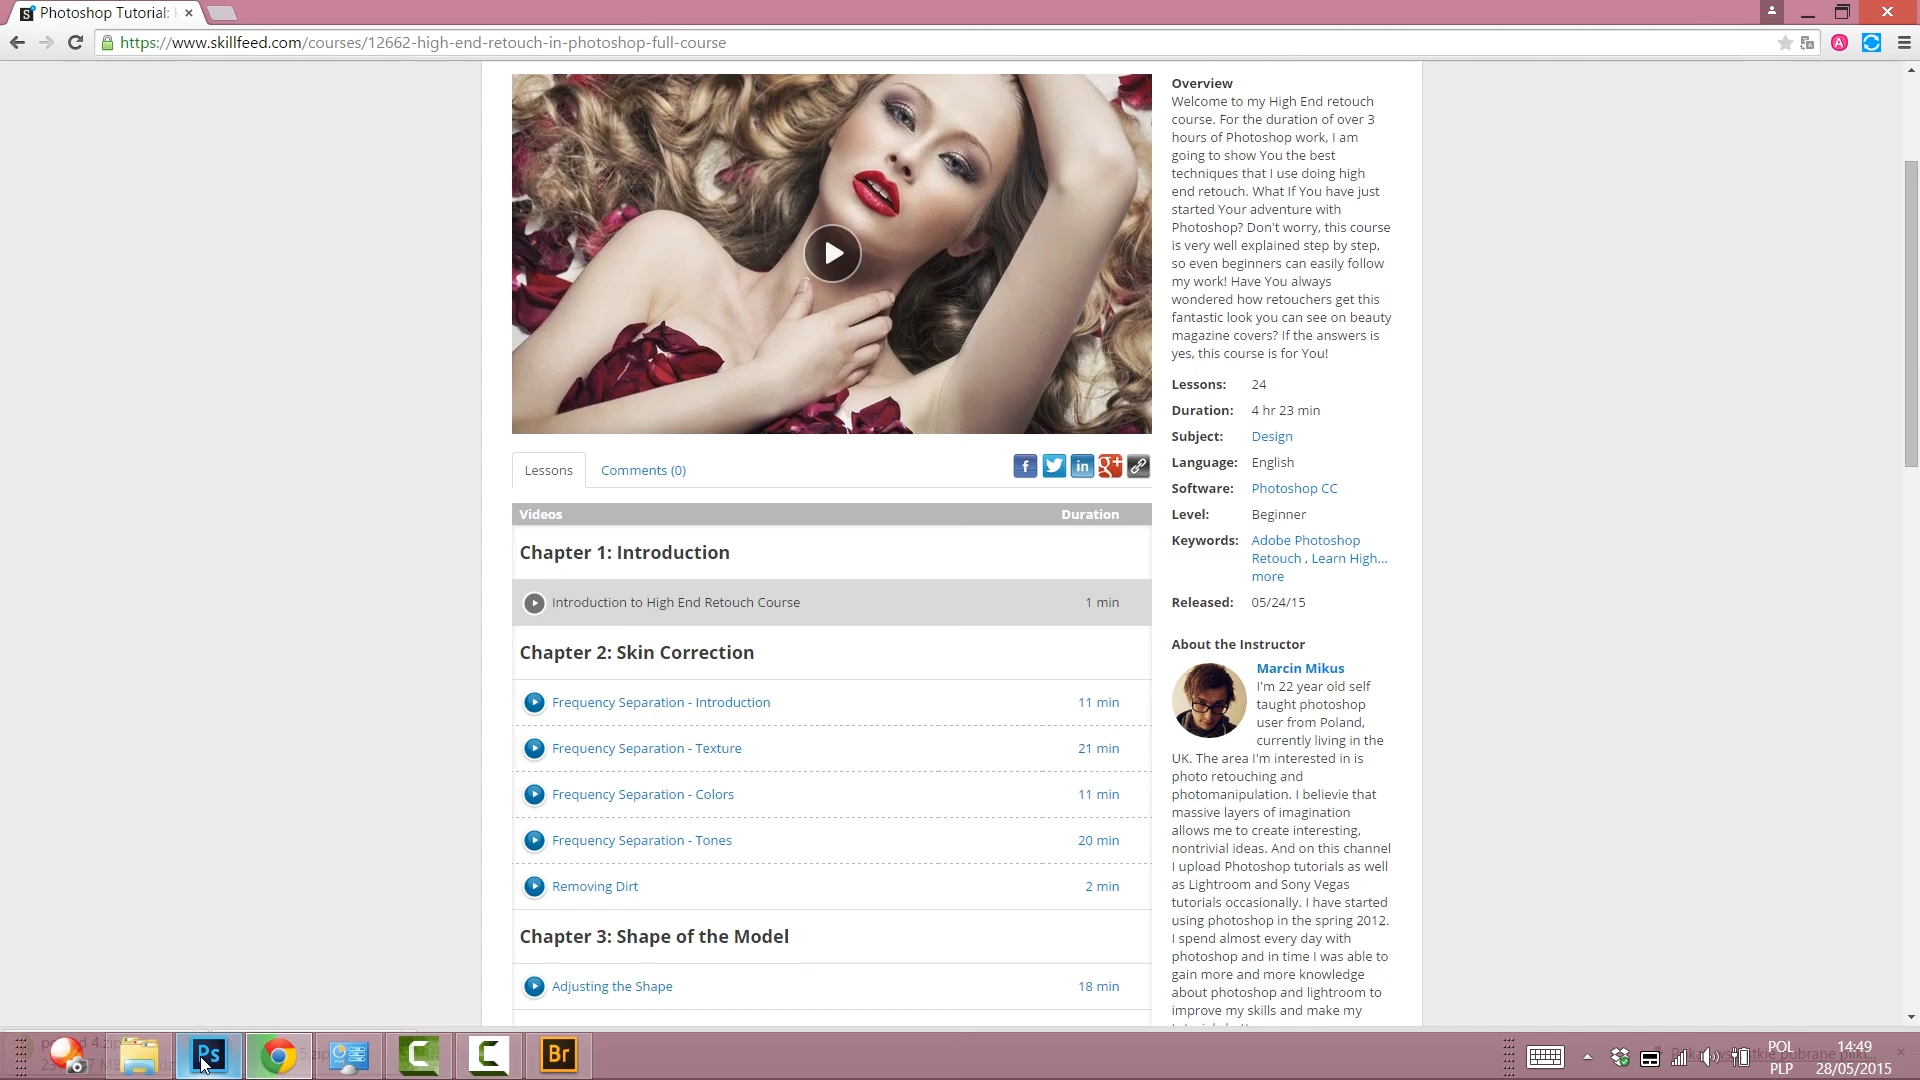 Photoshop Tutorial:
https://www.skillfeed.com/courses/12662-high-end-retouch-in-photoshop-full-course
Overview
Welcome to my High End retouch
course. For the duration of over 3
hours of Photoshop work, I am
going to show You the best
techniques that I use doing high
end retouch. What If You have just
started Your adventure with
Photoshop? Don't worry, this course
is very well explained step by step,
so even beginners can easily follow
my work! Have You always
wondered how retouchers get this
fantastic look you can see on beauty
magazine covers? If the answers is
yes, this course is for You!
Lessons: 24
Duration: 4 hr 23 min
Subject: Design
Language: English
Software: Photoshop CC
Level: Beginner
Keywords: Adobe Photoshop
Retouch , Learn High...
more
Released: 05/24/15
Lessons
Comments (0)
Videos Duration
Chapter 1: Introduction
Introduction to High End Retouch Course 1 min
Chapter 2: Skin Correction
Frequency Separation - Introduction 11 min
Frequency Separation - Texture 21 min
Frequency Separation - Colors 11 min
Frequency Separation - Tones 20 min
Removing Dirt 2 min
Chapter 3: Shape of the Model
Adjusting the Shape 18 min
About the Instructor
Marcin Mikus
I'm 22 year old self
taught photoshop
user from Poland,
currently living in the
UK. The area I'm interested in is
photo retouching and
photomanipulation. I believie that
massive layers of imagination
allows me to create interesting,
nontrivial ideas. And on this channel
I upload Photoshop tutorials as well
as Lightroom and Sony Vegas
tutorials occasionally. I have started
using photoshop in the spring 2012.
I spend almost every day with
photoshop and in time I was able to
gain more and more knowledge
about photoshop and lightroom to
improve my skills and make my
Ps
Br
POL
PLP
14:49
28/05/2015